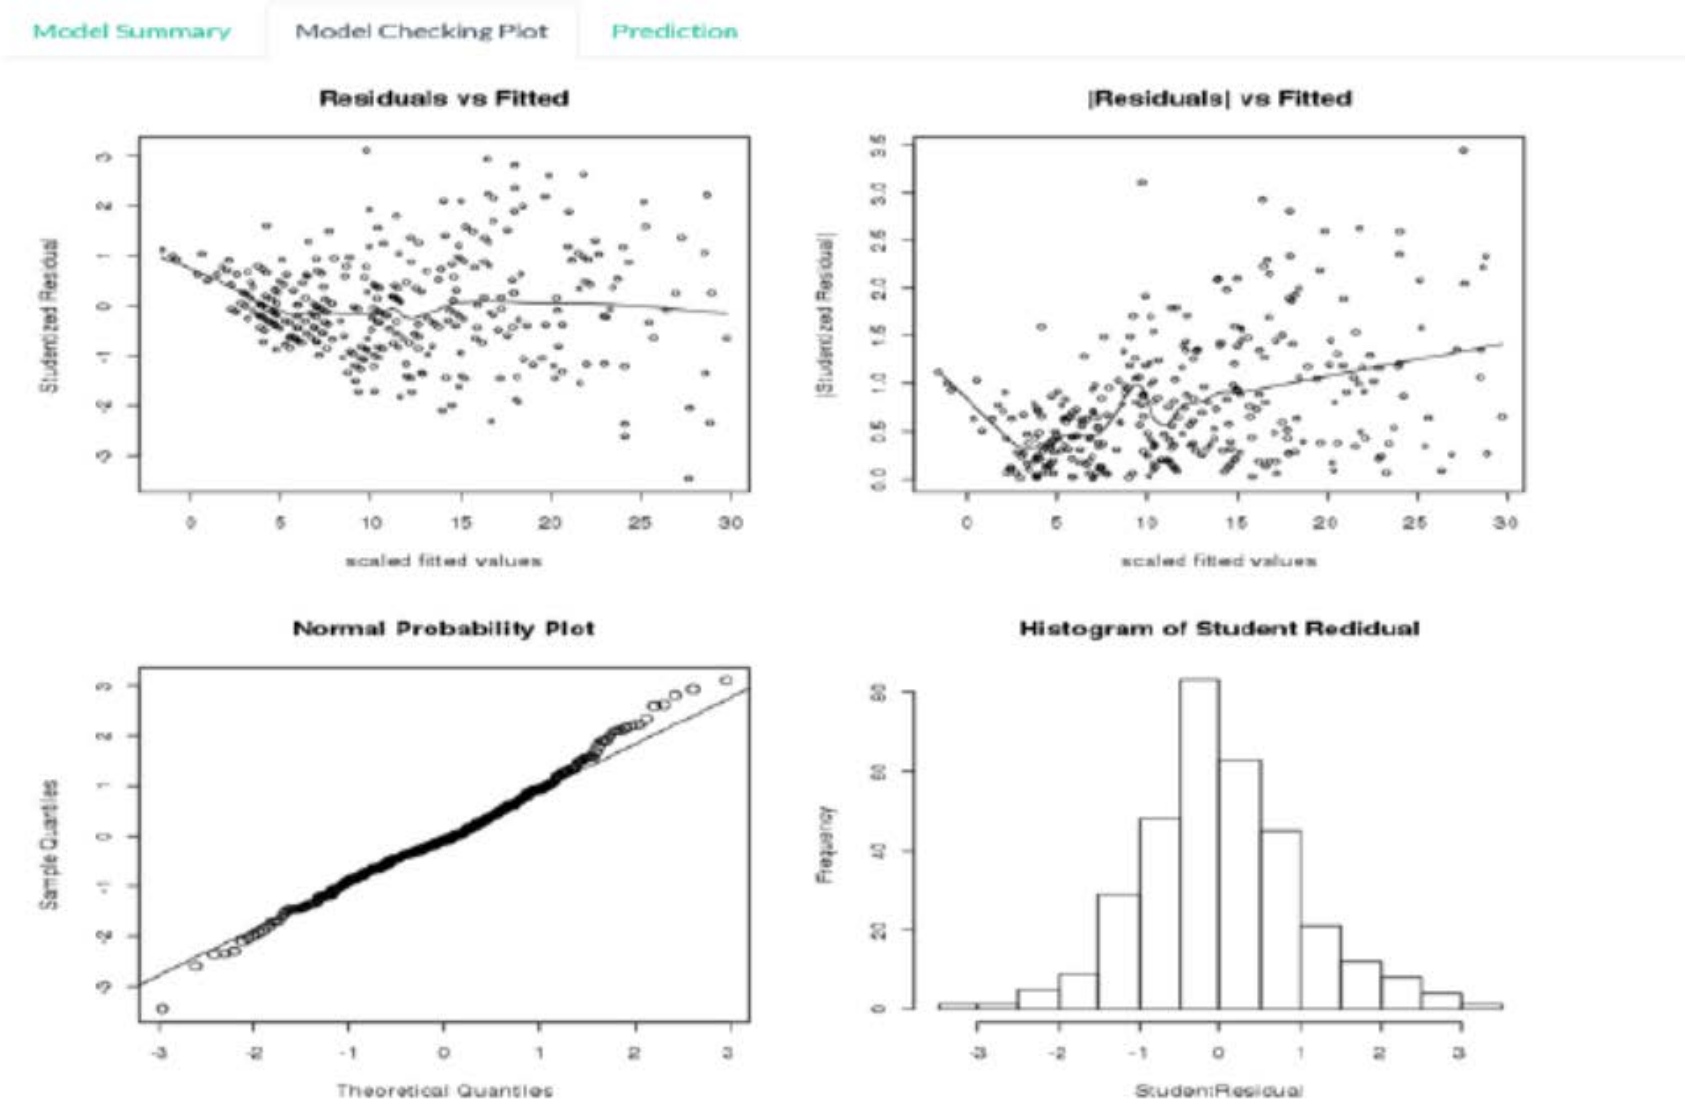 Model Summary Model Checking Plot Prediction
Residuals vs Fitted
Studentized Residual
3
2
1
0
-1
-2
-3
0 5 10 15 20 25 30
scaled fitted values
|Residuals| vs Fitted
|Studentized Residual|
3.5
3.0
2.5
2.0
1.5
1.0
0.5
0.0
0 5 10 15 20 25 30
scaled fitted values
Normal Probability Plot
Sample Quantiles
3
2
1
0
-1
-2
-3
-3 -2 -1 0 1 2 3
Theoretical Quantiles
Histogram of Student Redidual
Frequency
80
60
40
20
0
-3 -2 -1 0 1 2 3
StudentResidual